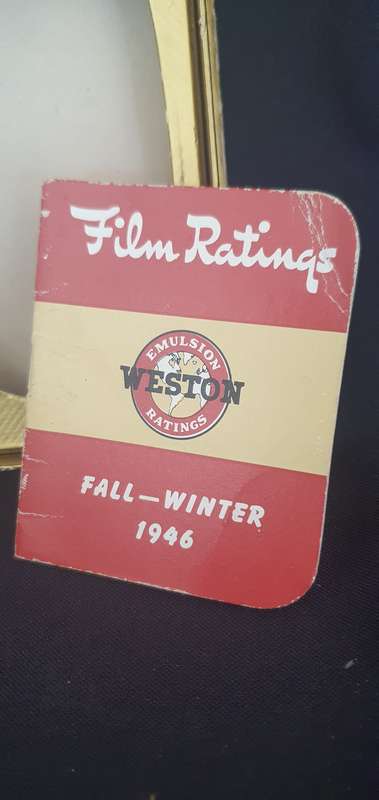 Film Ratings
EMULSION
WESTON
RATINGS
FALL—WINTER
1946